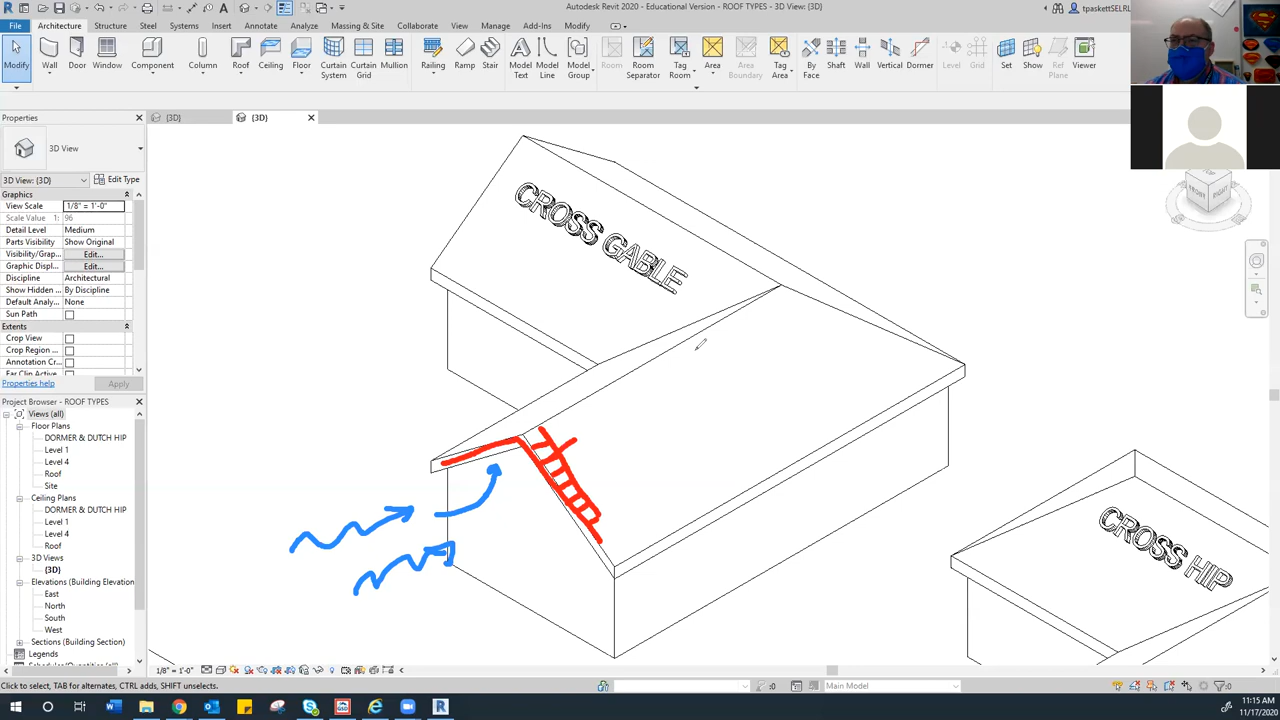 Autodesk Revit 2020 - Educational Version - ROOF TYPES - 3D View: {3D}
tpaskettSELRL
File Architecture Structure Steel Systems Insert Annotate Analyze Massing & Site Collaborate View Manage Add-Ins Modify
Modify Wall Door Window Component Column Roof Ceiling Floor Curtain System Curtain Grid Mullion Railing Ramp Stair Model Text Model Line Model Group Room Room Separator Tag Room Area Area Boundary Tag Area By Face Shaft Wall Vertical Dormer Level Grid Set Show Ref Plane Viewer
Properties
{3D} {3D}
3D View
3D View: {3D} Edit Type
Graphics
View Scale 1/8" = 1'-0"
Scale Value 1: 96
Detail Level Medium
Parts Visibility Show Original
Visibility/Grap... Edit...
Graphic Displ... Edit...
Discipline Architectural
Show Hidden ... By Discipline
Default Analy... None
Sun Path
Extents
Crop View
Crop Region ...
Annotation Cr...
Far Clip Active
Properties help Apply
Project Browser - ROOF TYPES
Views (all)
Floor Plans
DORMER & DUTCH HIP
Level 1
Level 4
Roof
Site
Ceiling Plans
DORMER & DUTCH HIP
Level 1
Level 4
Roof
3D Views
{3D}
Elevations (Building Elevation
East
North
South
West
Sections (Building Section)
Legends
CROSS GABLE
CROSS HIP
FRONT RIGHT
1/8" = 1'-0"
Click to select, TAB for alternates, CTRL adds, SHIFT unselects.
:0 Main Model :0
11:15 AM
11/17/2020